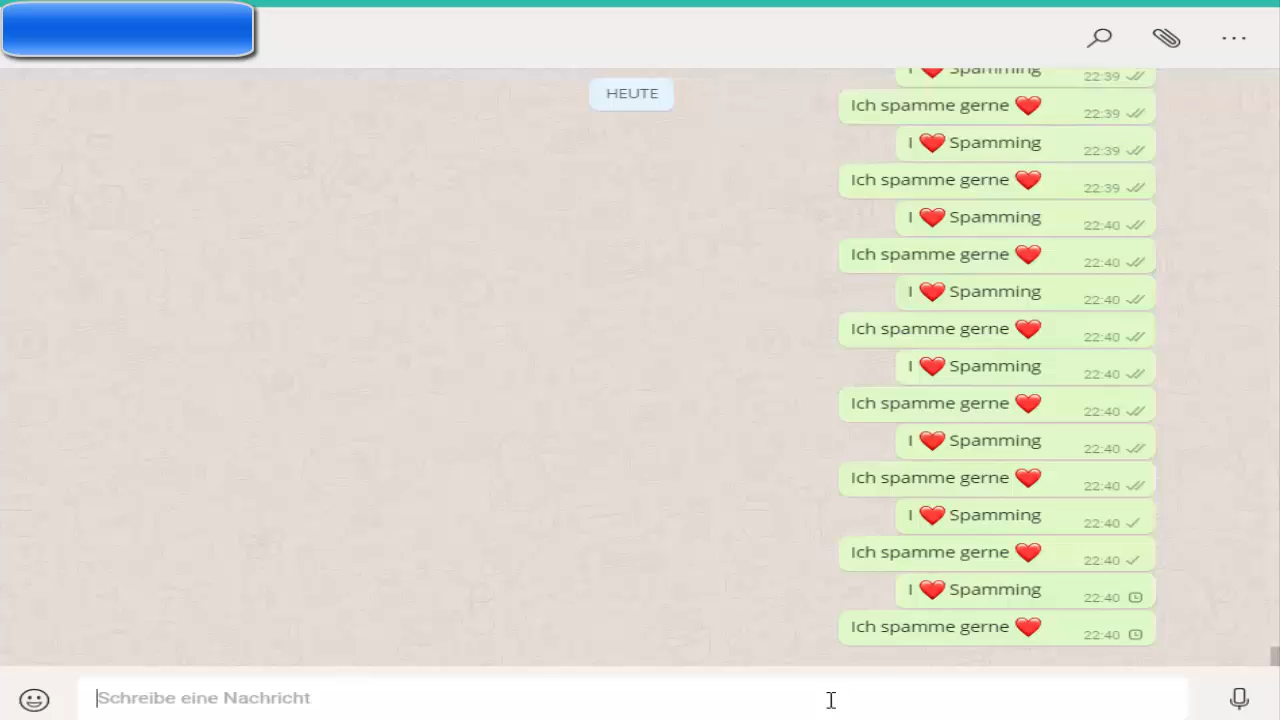 I ❤️ Spamming 22:39
HEUTE
Ich spamme gerne ❤️ 22:39
I ❤️ Spamming 22:39
Ich spamme gerne ❤️ 22:39
I ❤️ Spamming 22:40
Ich spamme gerne ❤️ 22:40
I ❤️ Spamming 22:40
Ich spamme gerne ❤️ 22:40
I ❤️ Spamming 22:40
Ich spamme gerne ❤️ 22:40
I ❤️ Spamming 22:40
Ich spamme gerne ❤️ 22:40
I ❤️ Spamming 22:40
Ich spamme gerne ❤️ 22:40
I ❤️ Spamming 22:40
Ich spamme gerne ❤️ 22:40
Schreibe eine Nachricht